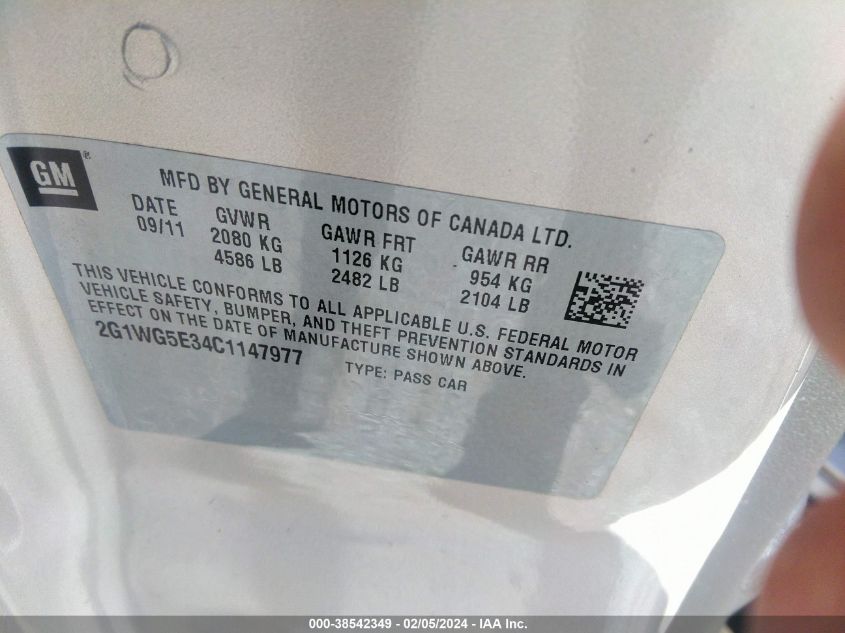 GM®
MFD BY GENERAL MOTORS OF CANADA LTD.
DATE GVWR GAWR FRT GAWR RR
09/11 2080 KG 1126 KG 954 KG
4586 LB 2482 LB 2104 LB
THIS VEHICLE CONFORMS TO ALL APPLICABLE U.S. FEDERAL MOTOR
VEHICLE SAFETY, BUMPER, AND THEFT PREVENTION STANDARDS IN
EFFECT ON THE DATE OF MANUFACTURE SHOWN ABOVE.
2G1WG5E34C1147977 TYPE: PASS CAR
000-38542349 - 02/05/2024 - IAA Inc.